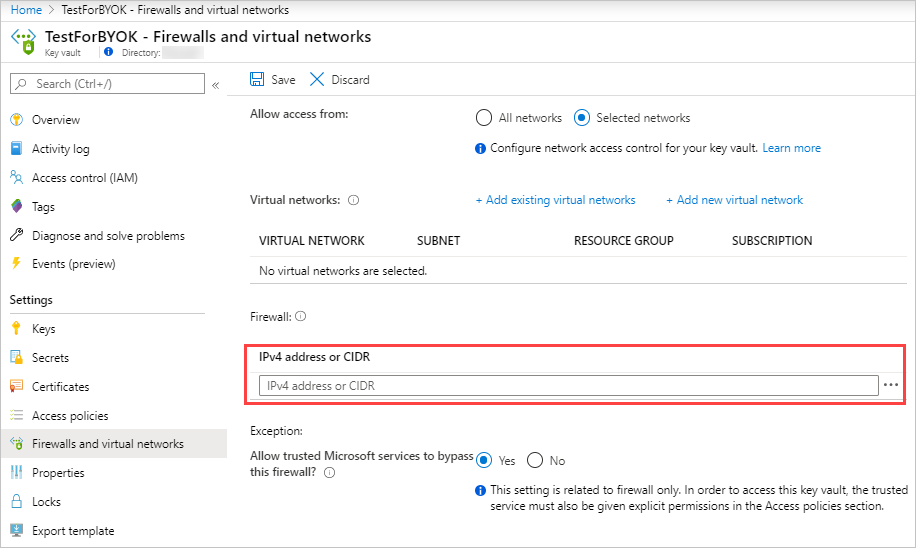 Home > TestForBYOK - Firewalls and virtual networks
TestForBYOK - Firewalls and virtual networks
Key vault
Directory:
Search (Ctrl+/)
«
Overview
Activity log
Access control (IAM)
Tags
Diagnose and solve problems
Events (preview)
Settings
Keys
Secrets
Certificates
Access policies
Firewalls and virtual networks
Properties
Locks
Export template
Save Discard
Allow access from: All networks Selected networks
Configure network access control for your key vault. Learn more
Virtual networks: + Add existing virtual networks + Add new virtual network
VIRTUAL NETWORK SUBNET RESOURCE GROUP SUBSCRIPTION
No virtual networks are selected.
Firewall:
IPv4 address or CIDR
IPv4 address or CIDR ...
Exception:
Allow trusted Microsoft services to bypass
this firewall?
Yes No
This setting is related to firewall only. In order to access this key vault, the trusted
service must also be given explicit permissions in the Access policies section.